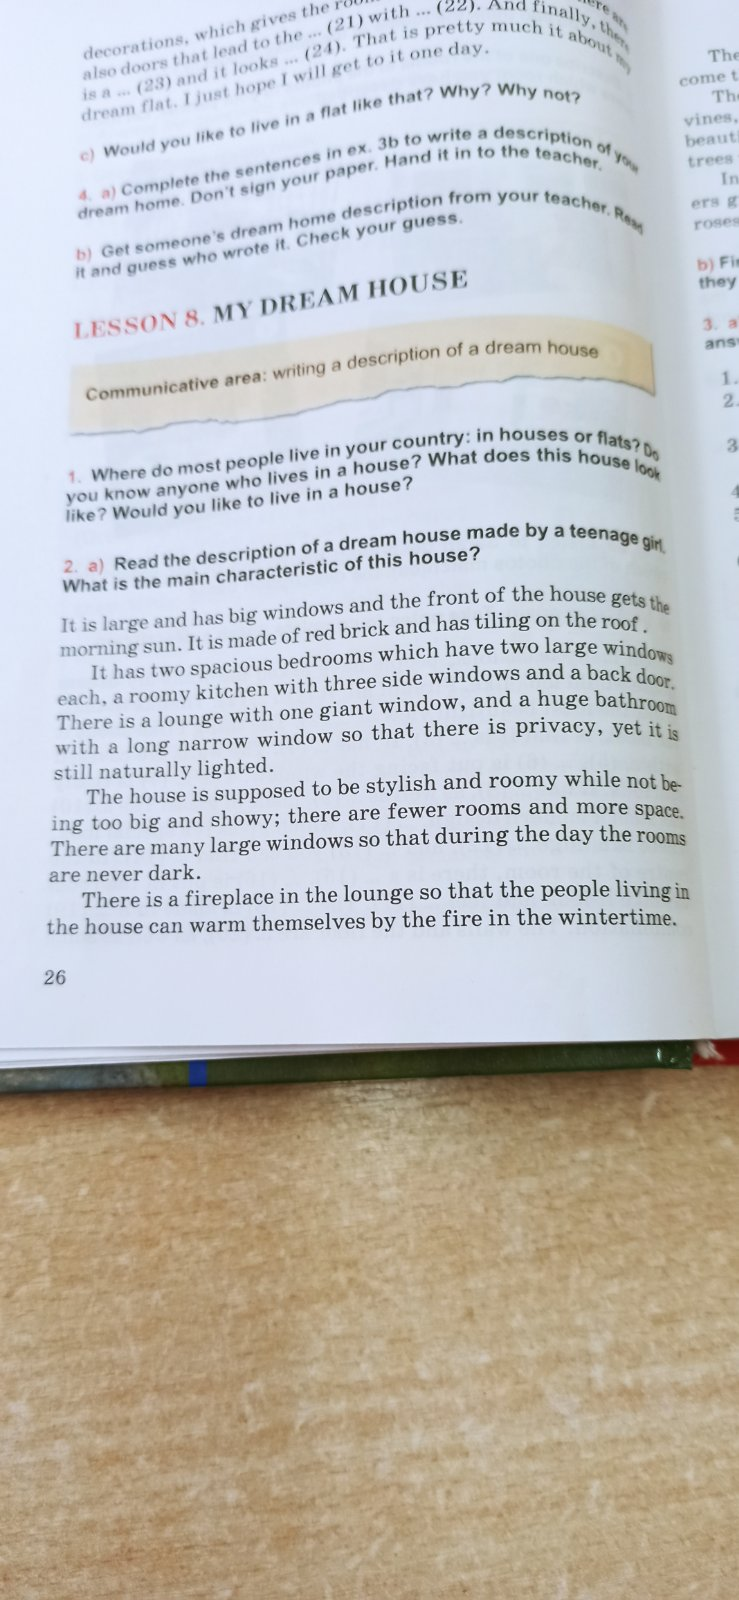 decorations, which gives the
also doors that lead to the ... (21) with ... (22). And finally, there
is a ... (23) and it looks ... (24). That is pretty much it about my
dream flat. I just hope I will get to it one day.
c) Would you like to live in a flat like that? Why? Why not?
4. a) Complete the sentences in ex. 3b to write a description of your
dream home. Don't sign your paper. Hand it in to the teacher.
b) Get someone's dream home description from your teacher. Read
it and guess who wrote it. Check your guess.
LESSON 8. MY DREAM HOUSE
Communicative area: writing a description of a dream house
1. Where do most people live in your country: in houses or flats? Do
you know anyone who lives in a house? What does this house look
like? Would you like to live in a house?
2. a) Read the description of a dream house made by a teenage girl.
What is the main characteristic of this house?
It is large and has big windows and the front of the house gets the
morning sun. It is made of red brick and has tiling on the roof.
It has two spacious bedrooms which have two large windows
each, a roomy kitchen with three side windows and a back door.
There is a lounge with one giant window, and a huge bathroom
with a long narrow window so that there is privacy, yet it is
still naturally lighted.
The house is supposed to be stylish and roomy while not be-
ing too big and showy; there are fewer rooms and more space.
There are many large windows so that during the day the rooms
are never dark.
There is a fireplace in the lounge so that the people living in
the house can warm themselves by the fire in the wintertime.
26
The
come t
Th
vines,
beaut
trees
In
ers g
roses
b) Fi
they
3. a
ans
1.
2.
3